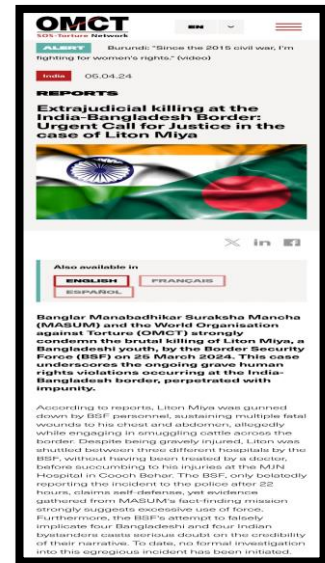 OMCT
SOS-Torture Network
EN
ALERT Burundi: "Since the 2015 civil war, I'm
fighting for women's rights." (video)
India 05.04.24
REPORTS
Extrajudicial killing at the
India-Bangladesh Border:
Urgent Call for Justice in the
case of Liton Miya
Also available in
ENGLISH FRANÇAIS
ESPAÑOL
Banglar Manabadhikar Suraksha Mancha
(MASUM) and the World Organisation
against Torture (OMCT) strongly
condemn the brutal killing of Liton Miya, a
Bangladeshi youth, by the Border Security
Force (BSF) on 25 March 2024. This case
underscores the ongoing grave human
rights violations occurring at the India-
Bangladesh border, perpetrated with
impunity.
According to reports, Liton Miya was gunned
down by BSF personnel, sustaining multiple fatal
wounds to his chest and abdomen, allegedly
while engaging in smuggling cattle across the
border. Despite being gravely injured, Liton was
shuttled between three different hospitals by the
BSF, without having been treated by a doctor,
before succumbing to his injuries at the MJN
Hospital in Cooch Behar. The BSF, only belatedly
reporting the incident to the police after 22
hours, claims self-defense, yet evidence
gathered from MASUM's fact-finding mission
strongly suggests excessive use of force.
Furthermore, the BSF's attempt to falsely
implicate four Bangladeshi and four Indian
bystanders casts serious doubt on the credibility
of their narrative. To date, no formal investigation
into this egregious incident has been initiated.